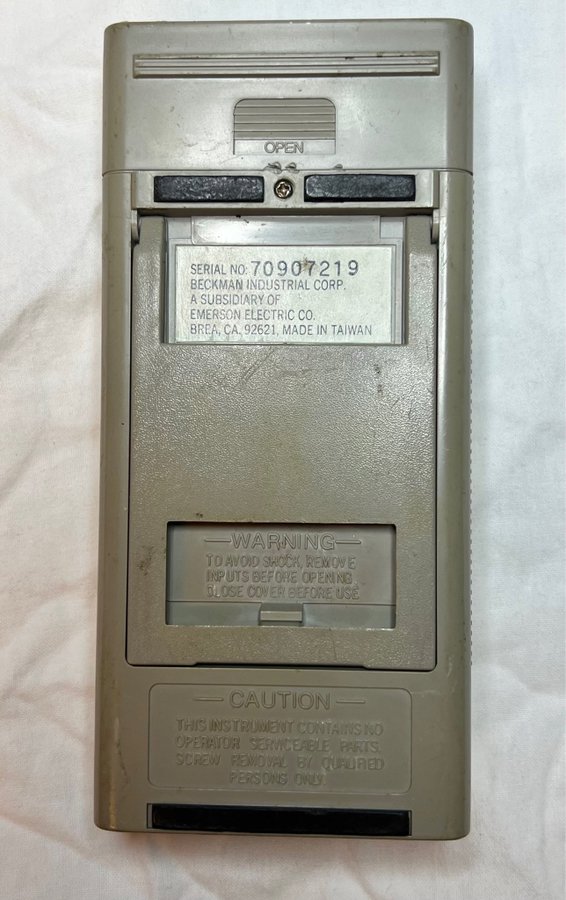 OPEN
SERIAL NO: 70907219
BECKMAN INDUSTRIAL CORP.
A SUBSIDIARY OF
EMERSON ELECTRIC CO.
BREA, CA. 92621, MADE IN TAIWAN
—WARNING—
TO AVOID SHOCK, REMOVE
INPUTS BEFORE OPENING
CLOSE COVER BEFORE USE
— CAUTION —
THIS INSTRUMENT CONTAINS NO
OPERATOR SERVICEABLE PARTS.
SCREW REMOVAL BY QUALIFIED
PERSONS ONLY.